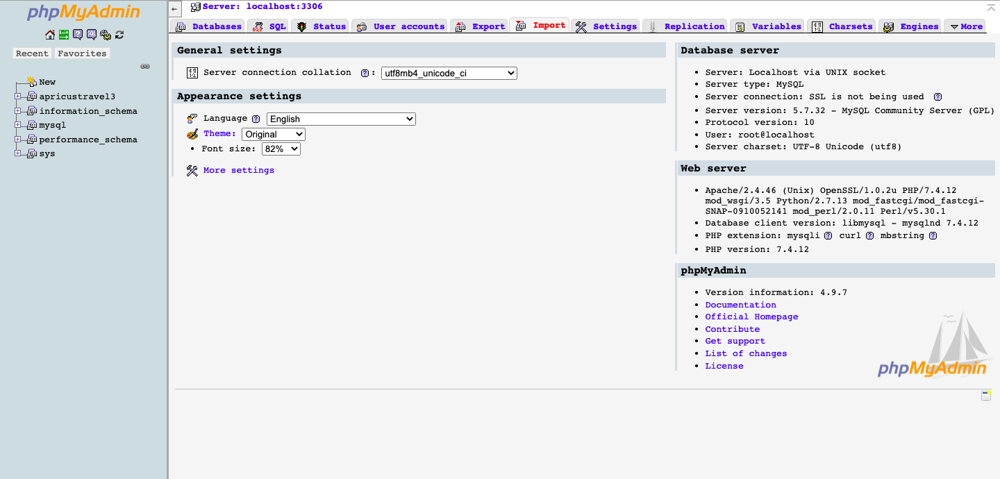 phpMyAdmin
Recent Favorites
New
apricustravel3
information_schema
mysql
performance_schema
sys
Server: localhost:3306
Databases SQL Status User accounts Export Import Settings Replication Variables Charsets Engines More
General settings
Server connection collation : utf8mb4_unicode_ci
Appearance settings
Language English
Theme: Original
• Font size: 82%
More settings
Database server
• Server: Localhost via UNIX socket
• Server type: MySQL
• Server connection: SSL is not being used
• Server version: 5.7.32 - MySQL Community Server (GPL)
• Protocol version: 10
• User: root@localhost
• Server charset: UTF-8 Unicode (utf8)
Web server
• Apache/2.4.46 (Unix) OpenSSL/1.0.2u PHP/7.4.12
mod_wsgi/3.5 Python/2.7.13 mod_fastcgi/mod_fastcgi-
SNAP-0910052141 mod_perl/2.0.11 Perl/v5.30.1
• Database client version: libmysql - mysqlnd 7.4.12
• PHP extension: mysqli curl mbstring
• PHP version: 7.4.12
phpMyAdmin
• Version information: 4.9.7
• Documentation
• Official Homepage
• Contribute
• Get support
• List of changes
• License
phpMyAdmin